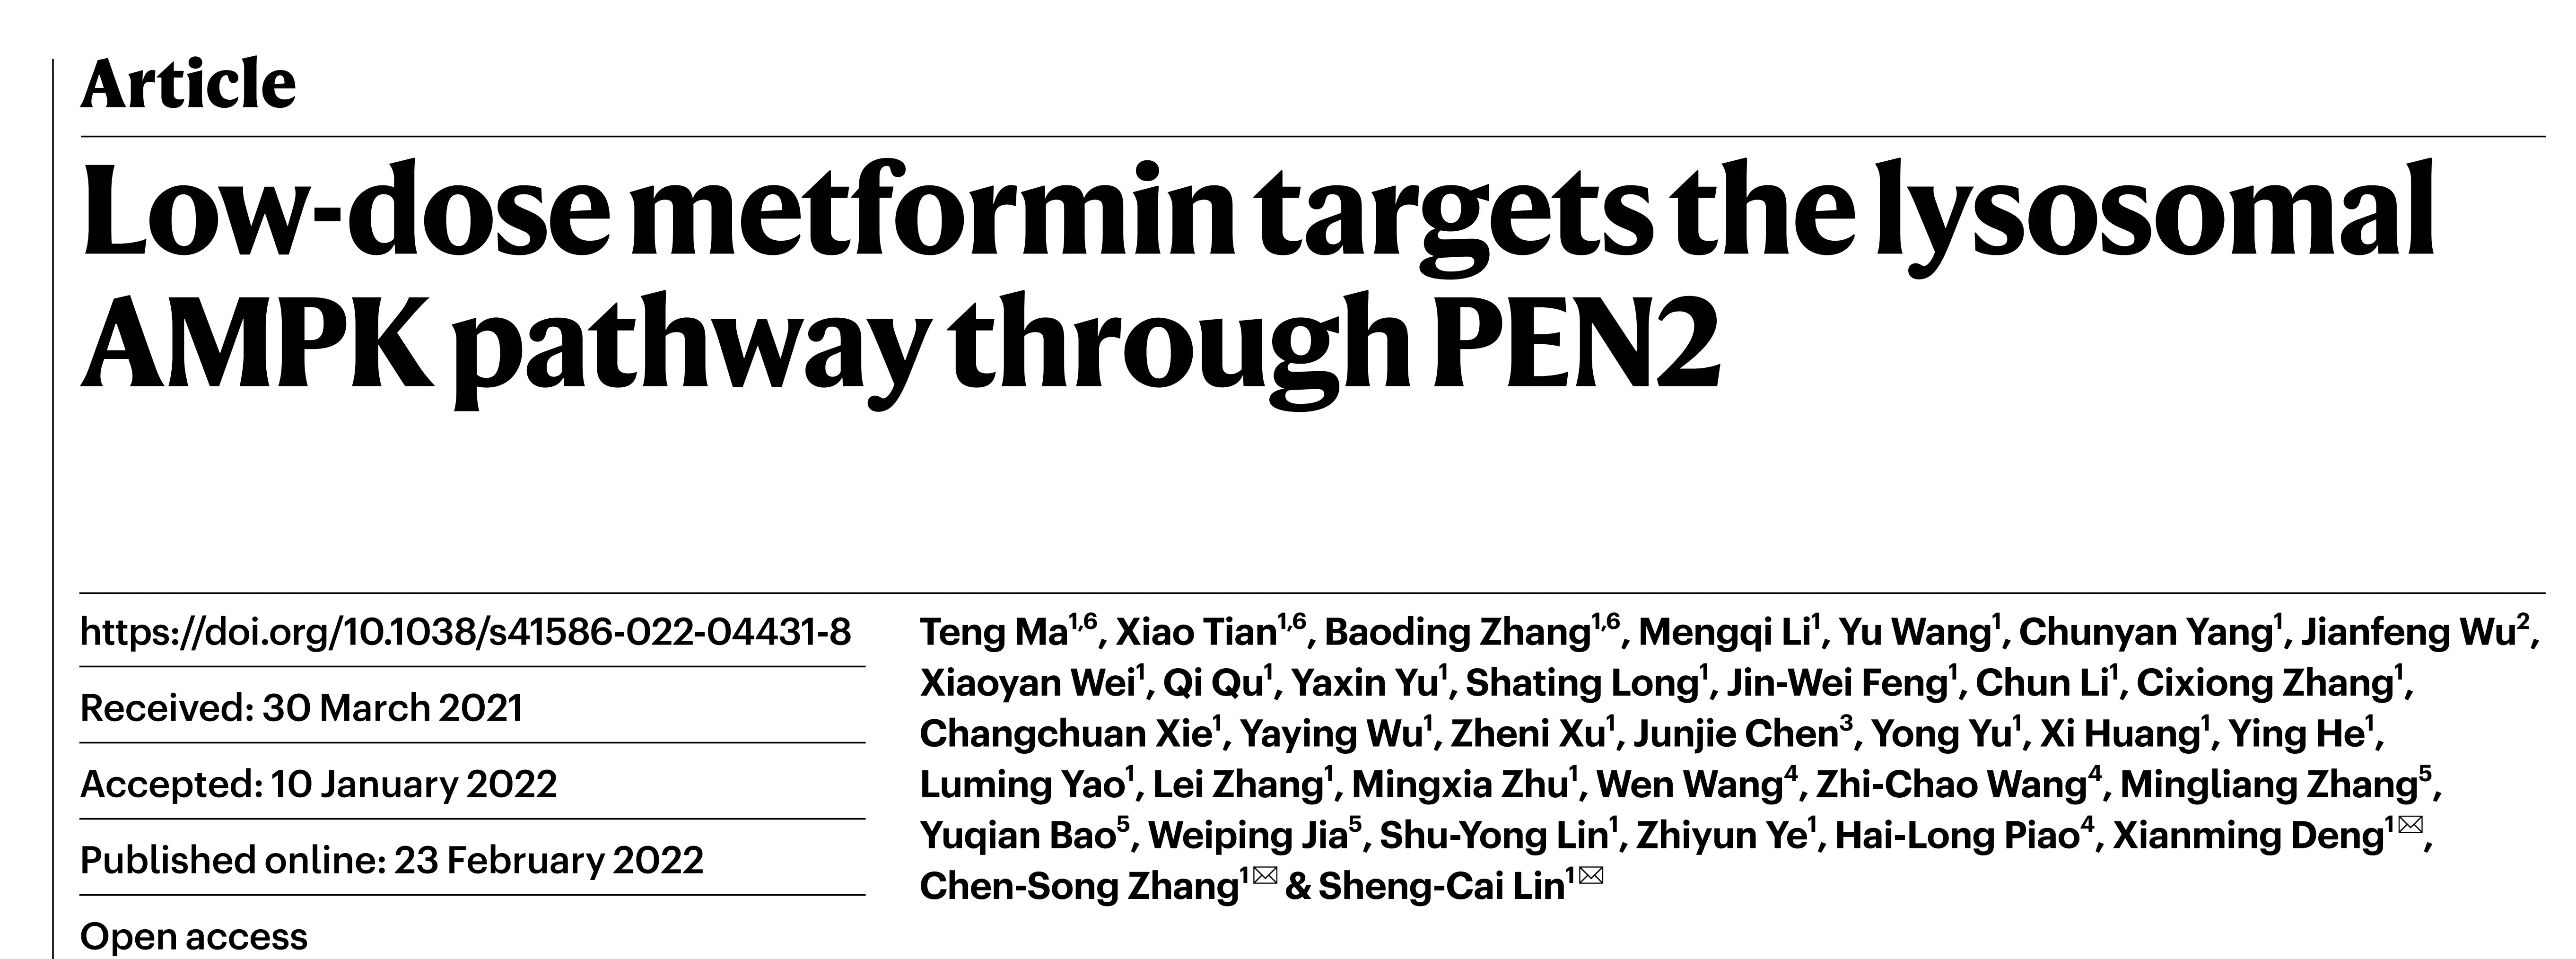 Article
Low-dose metformin targets the lysosomal
AMPK pathway through PEN2
https://doi.org/10.1038/s41586-022-04431-8
Received: 30 March 2021
Accepted: 10 January 2022
Published online: 23 February 2022
Open access
Teng Ma1,6, Xiao Tian1,6, Baoding Zhang1,6, Mengqi Li1, Yu Wang1, Chunyan Yang1, Jianfeng Wu2,
Xiaoyan Wei1, Qi Qu1, Yaxin Yu1, Shating Long1, Jin-Wei Feng1, Chun Li1, Cixiong Zhang1,
Changchuan Xie1, Yaying Wu1, Zheni Xu1, Junjie Chen3, Yong Yu1, Xi Huang1, Ying He1,
Luming Yao1, Lei Zhang1, Mingxia Zhu1, Wen Wang4, Zhi-Chao Wang4, Mingliang Zhang5,
Yuqian Bao5, Weiping Jia5, Shu-Yong Lin1, Zhiyun Ye1, Hai-Long Piao4, Xianming Deng1✉,
Chen-Song Zhang1✉ & Sheng-Cai Lin1✉